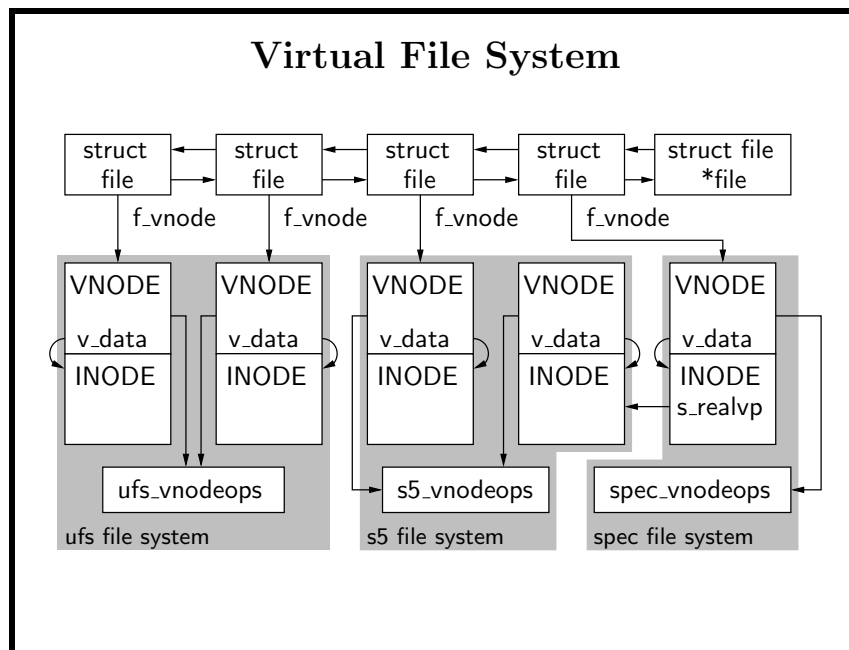 Virtual File System
struct
file
struct
file
struct
file
struct
file
struct file
*file
f_vnode
f_vnode
f_vnode
f_vnode
VNODE
v_data
INODE
VNODE
v_data
INODE
VNODE
v_data
INODE
VNODE
v_data
INODE
VNODE
v_data
INODE
s_realvp
ufs_vnodeops
s5_vnodeops
spec_vnodeops
ufs file system
s5 file system
spec file system